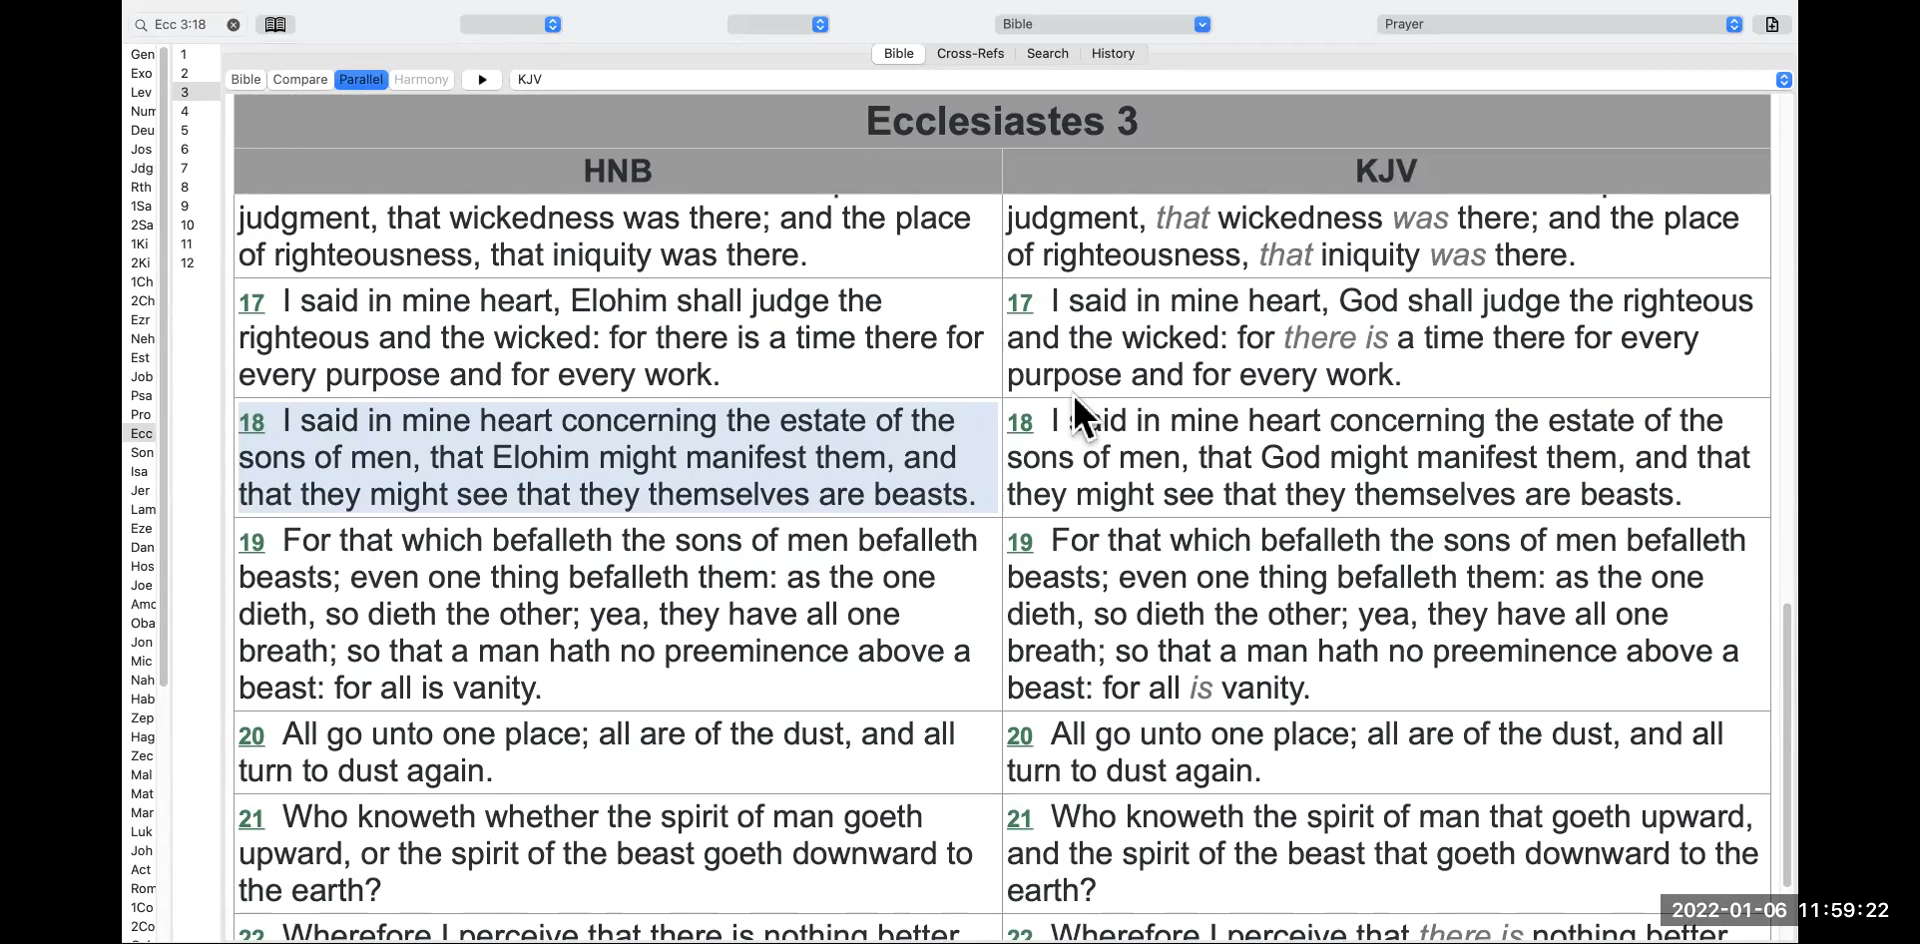 Ecc 3:18
Bible
Prayer
Bible Cross-Refs Search History
Bible Compare Parallel Harmony KJV
Gen
Exo
Lev
Num
Deu
Jos
Jdg
Rth
1Sa
2Sa
1Ki
2Ki
1Ch
2Ch
Ezr
Neh
Est
Job
Psa
Pro
Ecc
Son
Isa
Jer
Lam
Eze
Dan
Hos
Joe
Amo
Oba
Jon
Mic
Nah
Hab
Zep
Hag
Zec
Mal
Mat
Mar
Luk
Joh
Act
Rom
1Co
2Co
1
2
3
4
5
6
7
8
9
10
11
12
Ecclesiastes 3
HNB
judgment, that wickedness was there; and the place
of righteousness, that iniquity was there.
17 I said in mine heart, Elohim shall judge the
righteous and the wicked: for there is a time there for
every purpose and for every work.
18 I said in mine heart concerning the estate of the
sons of men, that Elohim might manifest them, and
that they might see that they themselves are beasts.
19 For that which befalleth the sons of men befalleth
beasts; even one thing befalleth them: as the one
dieth, so dieth the other; yea, they have all one
breath; so that a man hath no preeminence above a
beast: for all is vanity.
20 All go unto one place; all are of the dust, and all
turn to dust again.
21 Who knoweth whether the spirit of man goeth
upward, or the spirit of the beast goeth downward to
the earth?
22 Wherefore I perceive that there is nothing better
KJV
judgment, that wickedness was there; and the place
of righteousness, that iniquity was there.
17 I said in mine heart, God shall judge the righteous
and the wicked: for there is a time there for every
purpose and for every work.
18 I said in mine heart concerning the estate of the
sons of men, that God might manifest them, and that
they might see that they themselves are beasts.
19 For that which befalleth the sons of men befalleth
beasts; even one thing befalleth them: as the one
dieth, so dieth the other; yea, they have all one
breath; so that a man hath no preeminence above a
beast: for all is vanity.
20 All go unto one place; all are of the dust, and all
turn to dust again.
21 Who knoweth the spirit of man that goeth upward,
and the spirit of the beast that goeth downward to the
earth?
22 Wherefore I perceive that there is nothing better
2022-01-06 11:59:22